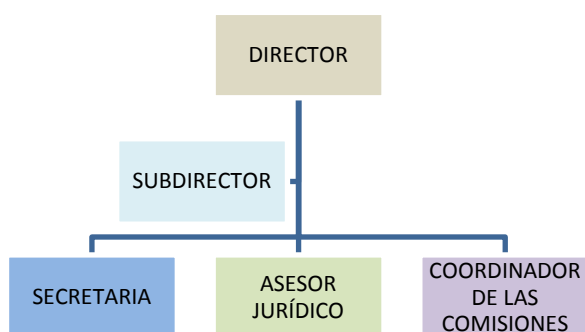 DIRECTOR
SUBDIRECTOR
SECRETARIA
ASESOR
JURÍDICO
COORDINADOR
DE LAS
COMISIONES